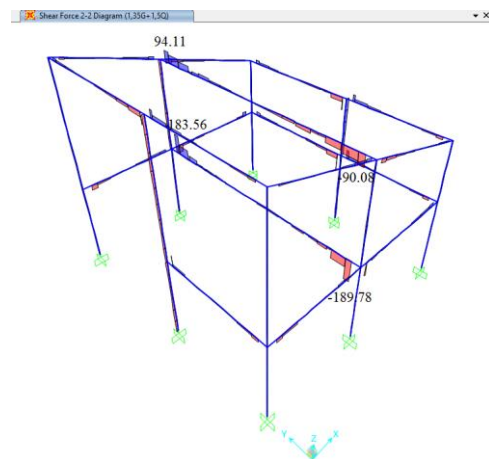 Shear Force 2-2 Diagram (1,35G+1,5Q)
94.11
183.56
-90.08
-189.78
Y Z X